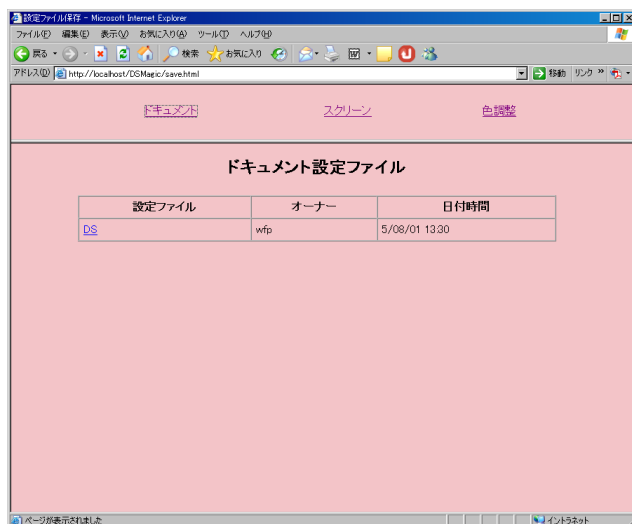 設定ファイル保存 - Microsoft Internet Explorer
ファイル(F) 編集(E) 表示(V) お気に入り(A) ツール(T) ヘルプ(H)
戻る 検索 お気に入り
アドレス(D) http://localhost/DSMagic/save.html 移動 リンク »
ドキュメント スクリーン 色調整
ドキュメント設定ファイル
設定ファイル オーナー 日付時間
DS wfp 5/08/01 13:30
ページが表示されました イントラネット